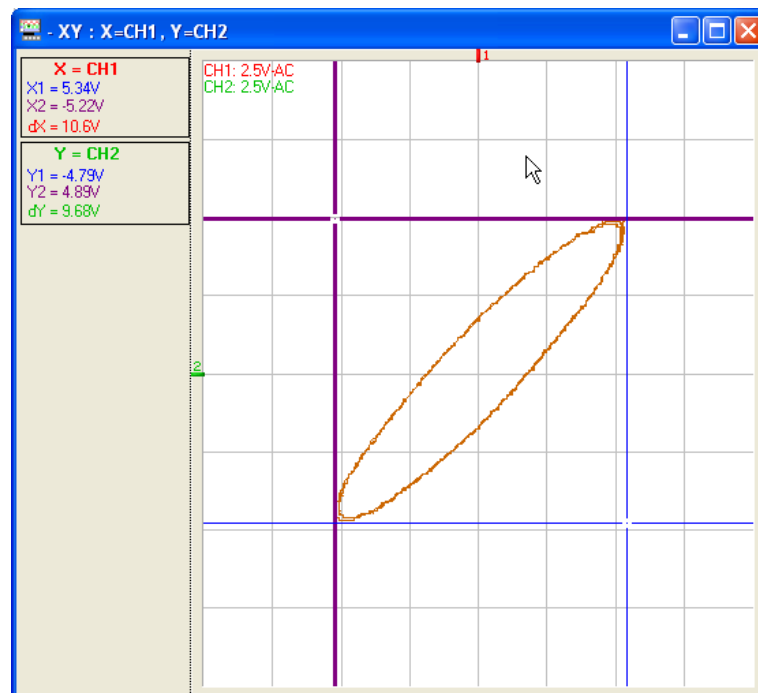 - XY : X=CH1 , Y=CH2
X = CH1
X1 = 5.34V
X2 = -5.22V
dX = 10.6V
Y = CH2
Y1 = -4.79V
Y2 = 4.89V
dY = 9.68V
1
CH1: 2.5V-AC
CH2: 2.5V-AC
2